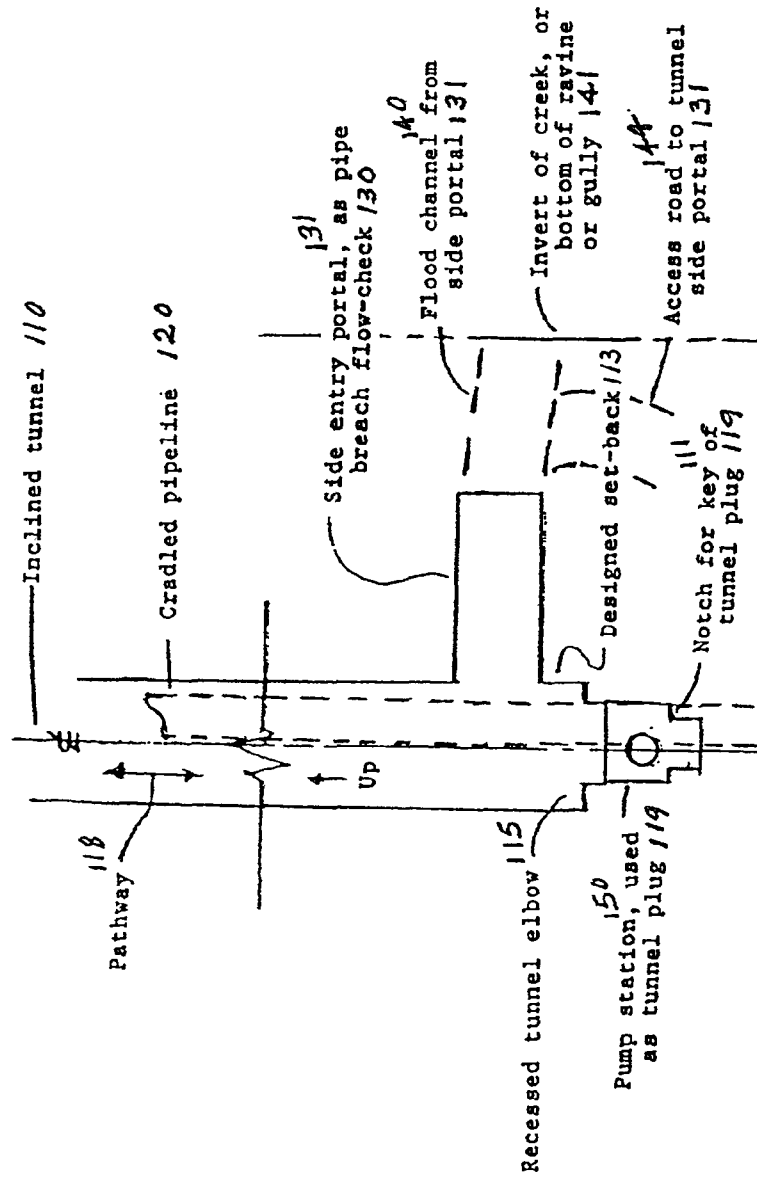 Inclined tunnel 110
Cradled pipeline 120
118
Pathway
Up
131
Side entry portal, as pipe
breach flow-check 130
140
Flood channel from
side portal 131
Invert of creek, or
bottom of ravine
or gully 141
144
Access road to tunnel
side portal 131
Designed set-back 113
111
Notch for key of
tunnel plug 119
115
Recessed tunnel elbow
150
Pump station, used
as tunnel plug 119